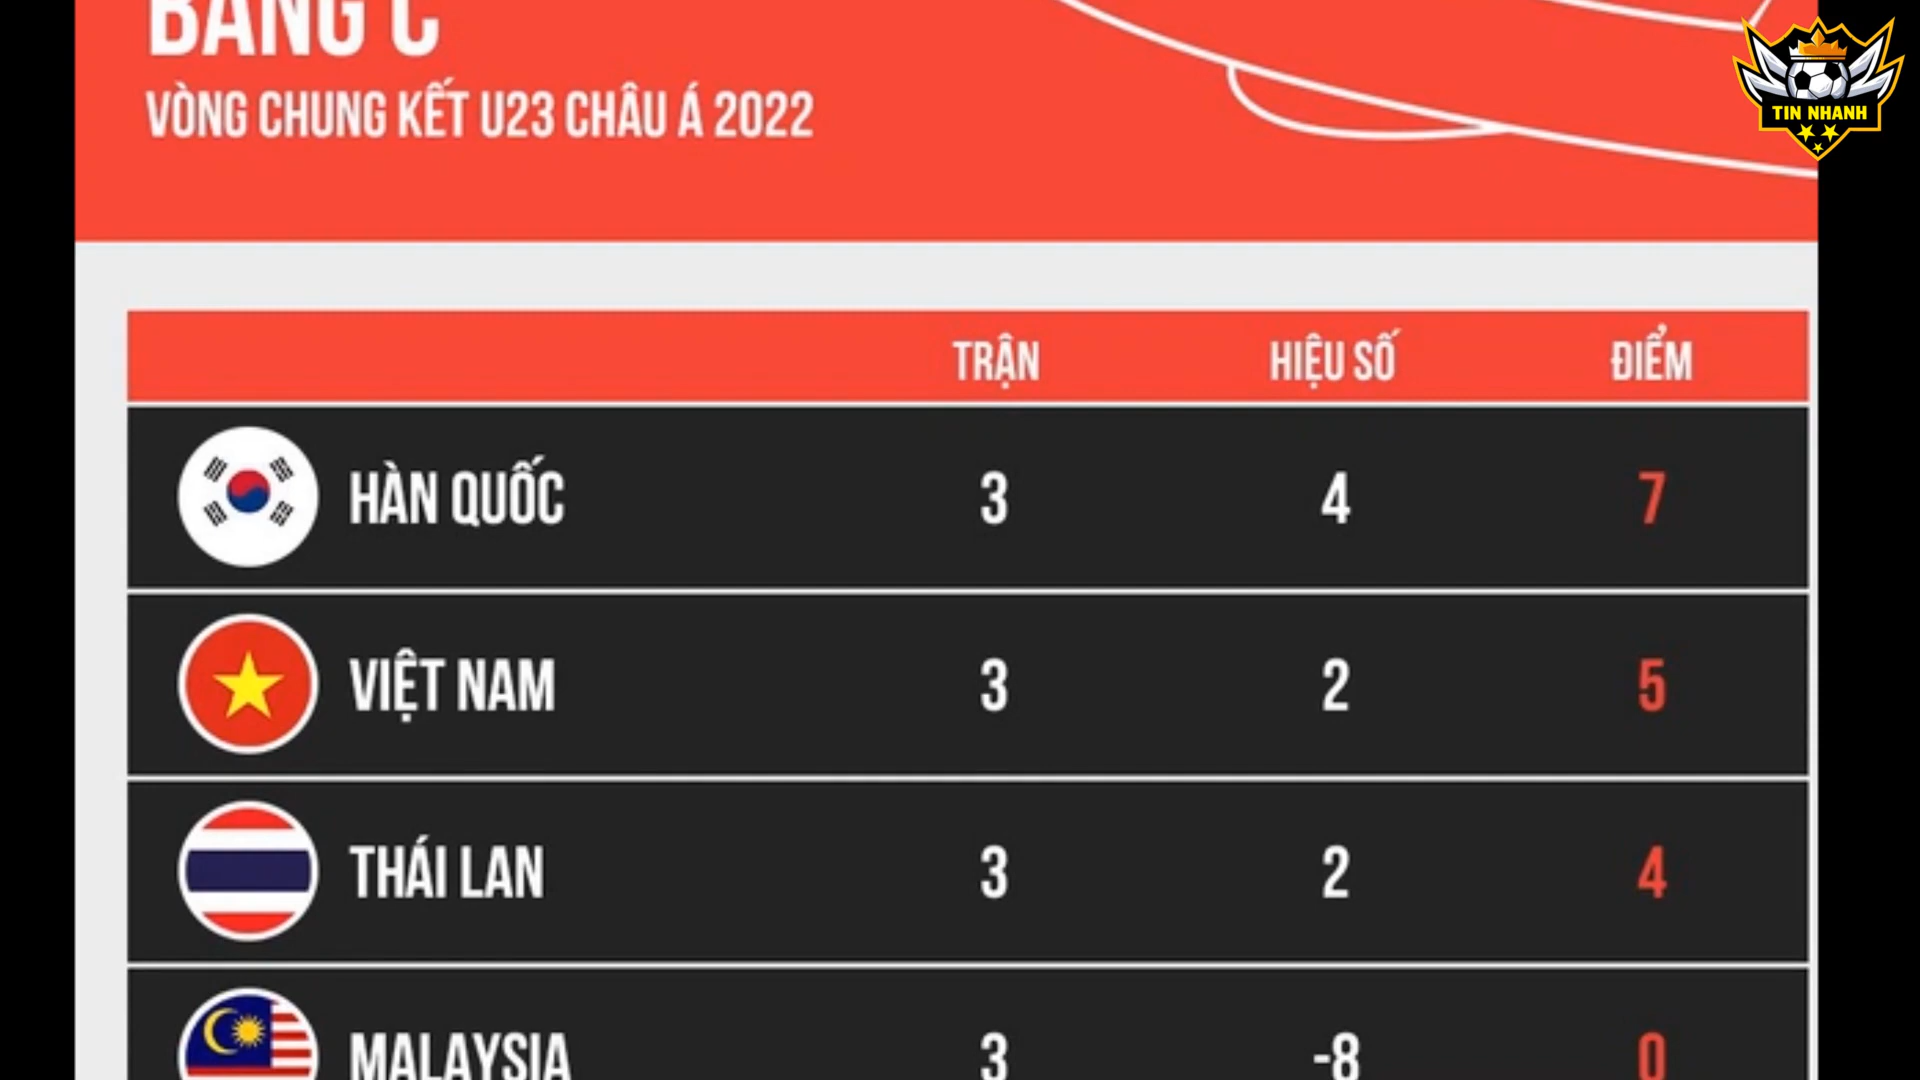 BẢNG C
VÒNG CHUNG KẾT U23 CHÂU Á 2022
TIN NHANH
TRẬN HIỆU SỐ ĐIỂM
HÀN QUỐC 3 4 7
VIỆT NAM 3 2 5
THÁI LAN 3 2 4
MALAYSIA 3 -8 0